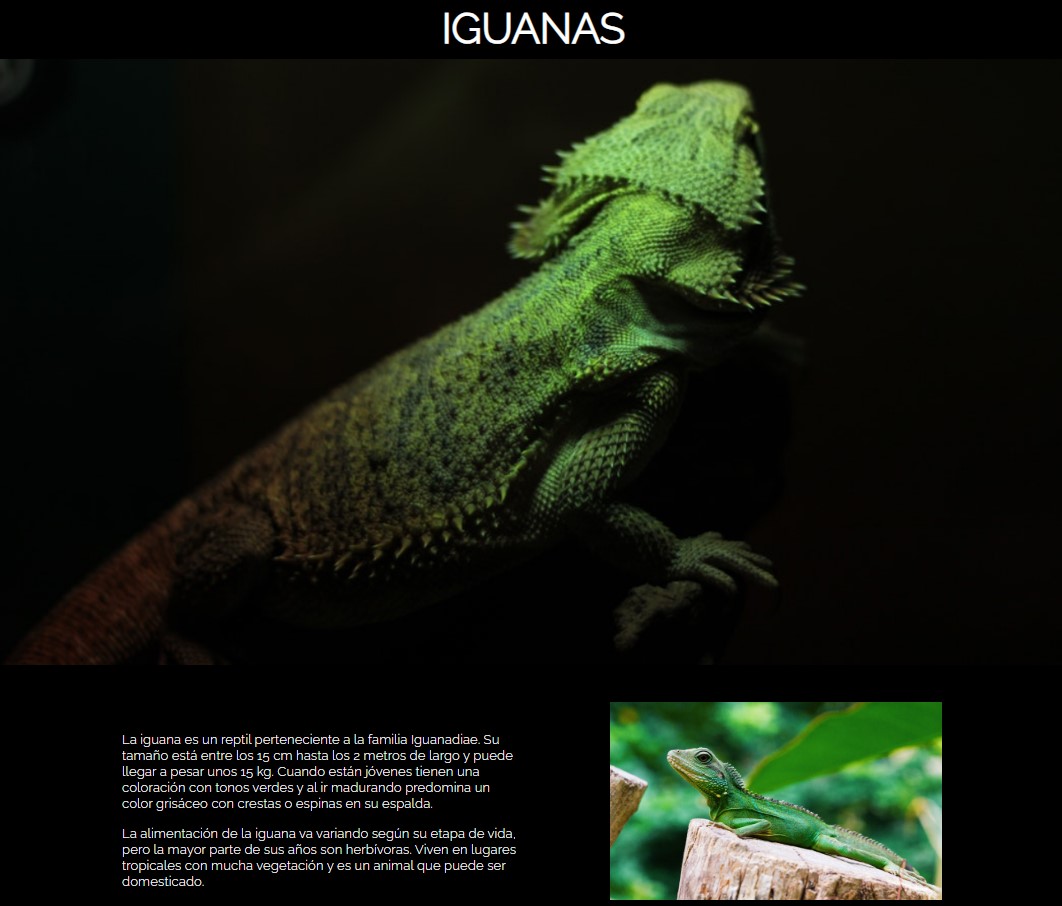 IGUANAS
La iguana es un reptil perteneciente a la familia Iguanadiae. Su
tamaño está entre los 15 cm hasta los 2 metros de largo y puede
llegar a pesar unos 15 kg. Cuando están jóvenes tienen una
coloración con tonos verdes y al ir madurando predomina un
color grisáceo con crestas o espinas en su espalda.
La alimentación de la iguana va variando según su etapa de vida,
pero la mayor parte de sus años son herbívoras. Viven en lugares
tropicales con mucha vegetación y es un animal que puede ser
domesticado.